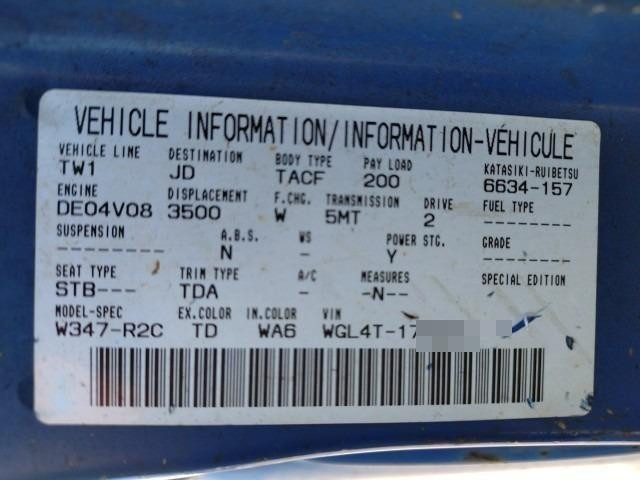 VEHICLE INFORMATION/INFORMATION-VÉHICULE
VEHICLE LINE DESTINATION BODY TYPE PAY LOAD KATASIKI-RUIBETSU
TW1 JD TACF 200 6634-157
ENGINE DISPLACEMENT F.CHG. TRANSMISSION DRIVE FUEL TYPE
DE04V08 3500 W 5MT 2 --------
SUSPENSION A.B.S. WS POWER STG. GRADE
-------- N - Y --------
SEAT TYPE TRIM TYPE A/C MEASURES SPECIAL EDITION
STB--- TDA - -N--
MODEL-SPEC EX.COLOR IN.COLOR VIN
W347-R2C TD WA6 WGL4T-17